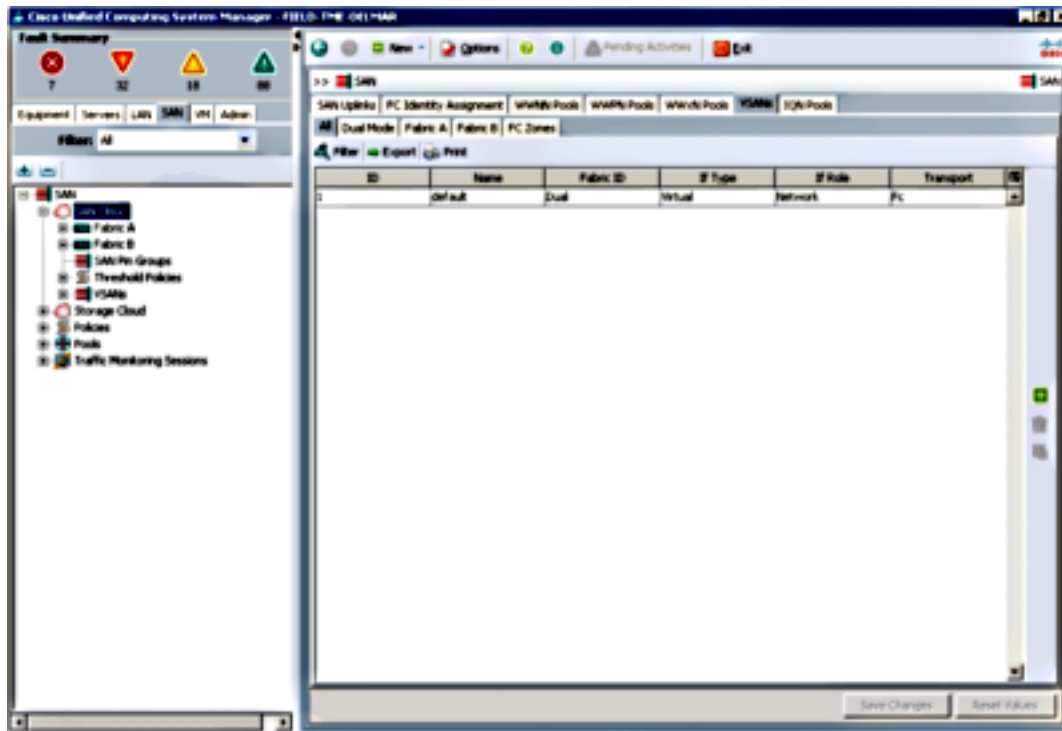 Cisco Unified Computing System Manager - FIELD-TME-DELMAR
Fault Summary
7 32 18 88
Equipment Servers LAN SAN VM Admin
Filter: All
SAN
SAN Cloud
Fabric A
Fabric B
SAN Pin Groups
Threshold Policies
VSANs
Storage Cloud
Policies
Pools
Traffic Monitoring Sessions
New Options Pending Activities Exit
>> SAN SAN
SAN Uplinks FC Identity Assignment WWNN Pools WWPN Pools WWxN Pools VSANs IQN Pools
All Dual Mode Fabric A Fabric B FC Zones
Filter Export Print
ID Name Fabric ID If Type If Role Transport
1 default Dual Virtual Network Fc
Save Changes Reset Values